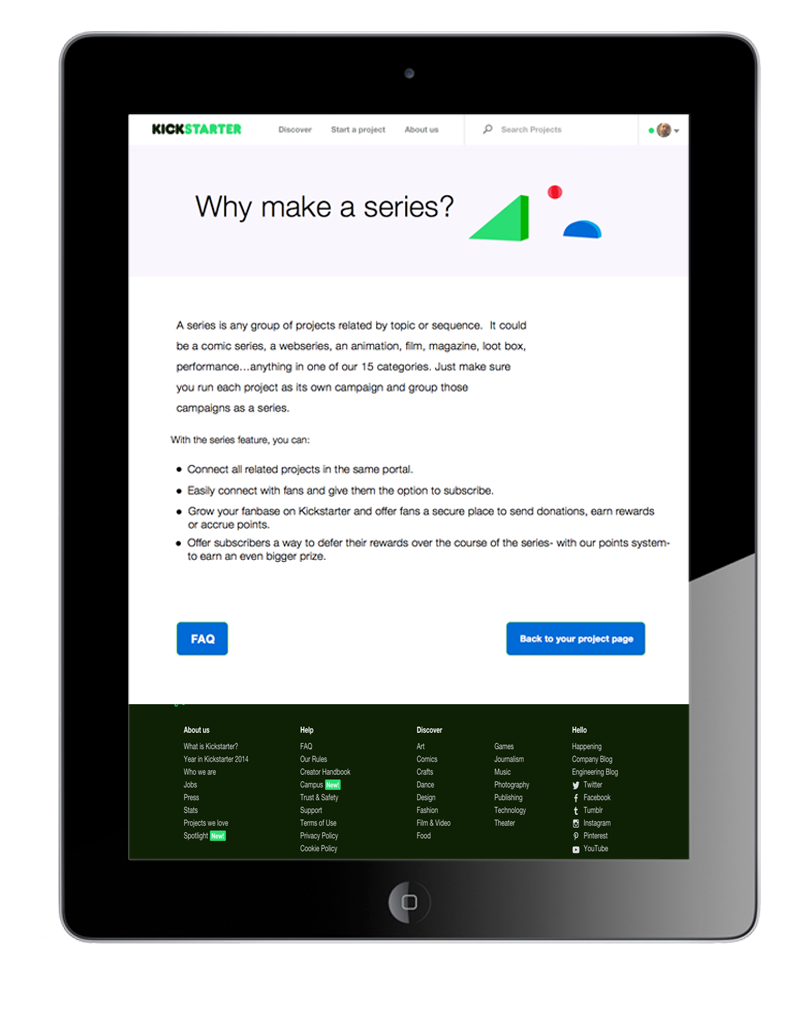 KICKSTARTER Discover Start a project About us Search Projects
Why make a series?
A series is any group of projects related by topic or sequence.  It could
be a comic series, a webseries, an animation, film, magazine, loot box,
performance...anything in one of our 15 categories. Just make sure
you run each project as its own campaign and group those
campaigns as a series.
With the series feature, you can:
• Connect all related projects in the same portal.
• Easily connect with fans and give them the option to subscribe.
• Grow your fanbase on Kickstarter and offer fans a secure place to send donations, earn rewards
or accrue points.
• Offer subscribers a way to defer their rewards over the course of the series- with our points system-
to earn an even bigger prize.
FAQ Back to your project page
About us
What is Kickstarter?
Year in Kickstarter 2014
Who we are
Jobs
Press
Stats
Projects we love
Spotlight New!
Help
FAQ
Our Rules
Creator Handbook
Campus New!
Trust & Safety
Support
Terms of Use
Privacy Policy
Cookie Policy
Discover
Art
Comics
Crafts
Dance
Design
Fashion
Film & Video
Food
Games
Journalism
Music
Photography
Publishing
Technology
Theater
Hello
Happening
Company Blog
Engineering Blog
Twitter
Facebook
Tumblr
Instagram
Pinterest
YouTube